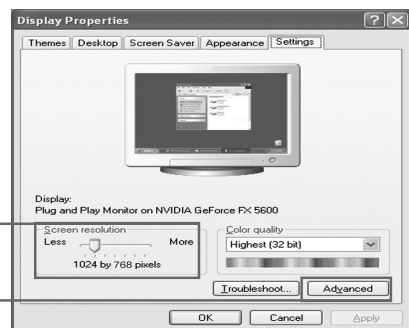 Display Properties
Themes Desktop Screen Saver Appearance Settings
Display:
Plug and Play Monitor on NVIDIA GeForce FX 5600
Screen resolution
Less More
1024 by 768 pixels
Color quality
Highest (32 bit)
Troubleshoot... Advanced
OK Cancel Apply